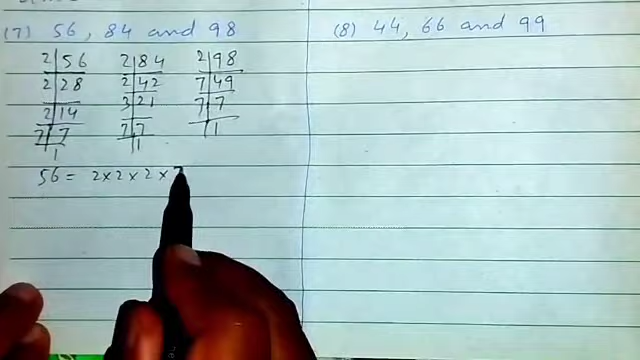 (7) 56, 84 and 98
(8) 44, 66 and 99
2 | 56
2 | 28
2 | 14
7 | 7
1
2 | 84
2 | 42
3 | 21
7 | 7
1
2 | 98
7 | 49
7 | 7
1
56 = 2 × 2 × 2 × 7